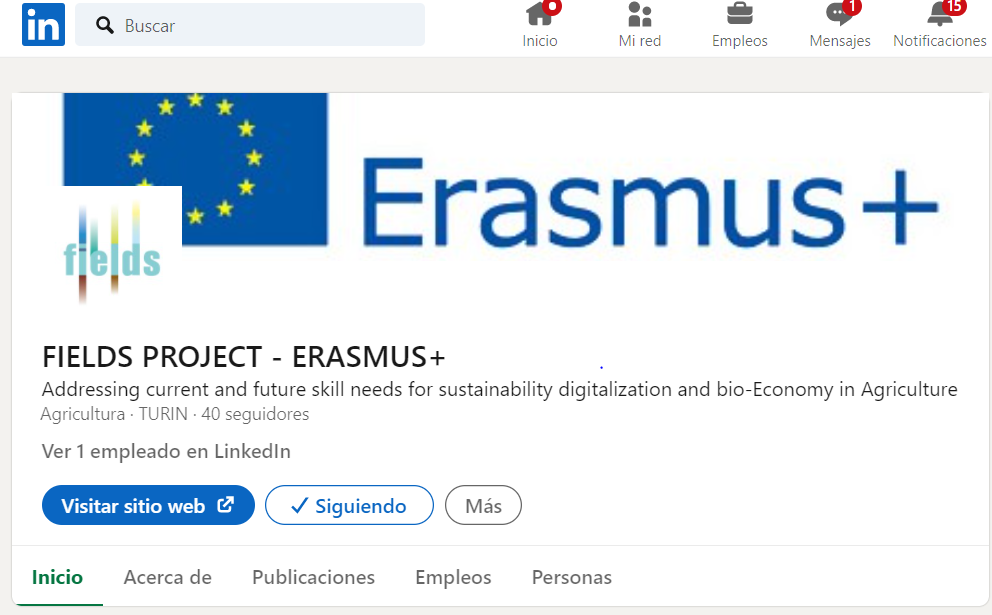 in
Buscar
Inicio
Mi red
Empleos
1
Mensajes
15
Notificaciones
Erasmus+
fields
FIELDS PROJECT - ERASMUS+
Addressing current and future skill needs for sustainability digitalization and bio-Economy in Agriculture
Agricultura · TURIN · 40 seguidores
Ver 1 empleado en LinkedIn
Visitar sitio web
Siguiendo
Más
Inicio
Acerca de
Publicaciones
Empleos
Personas